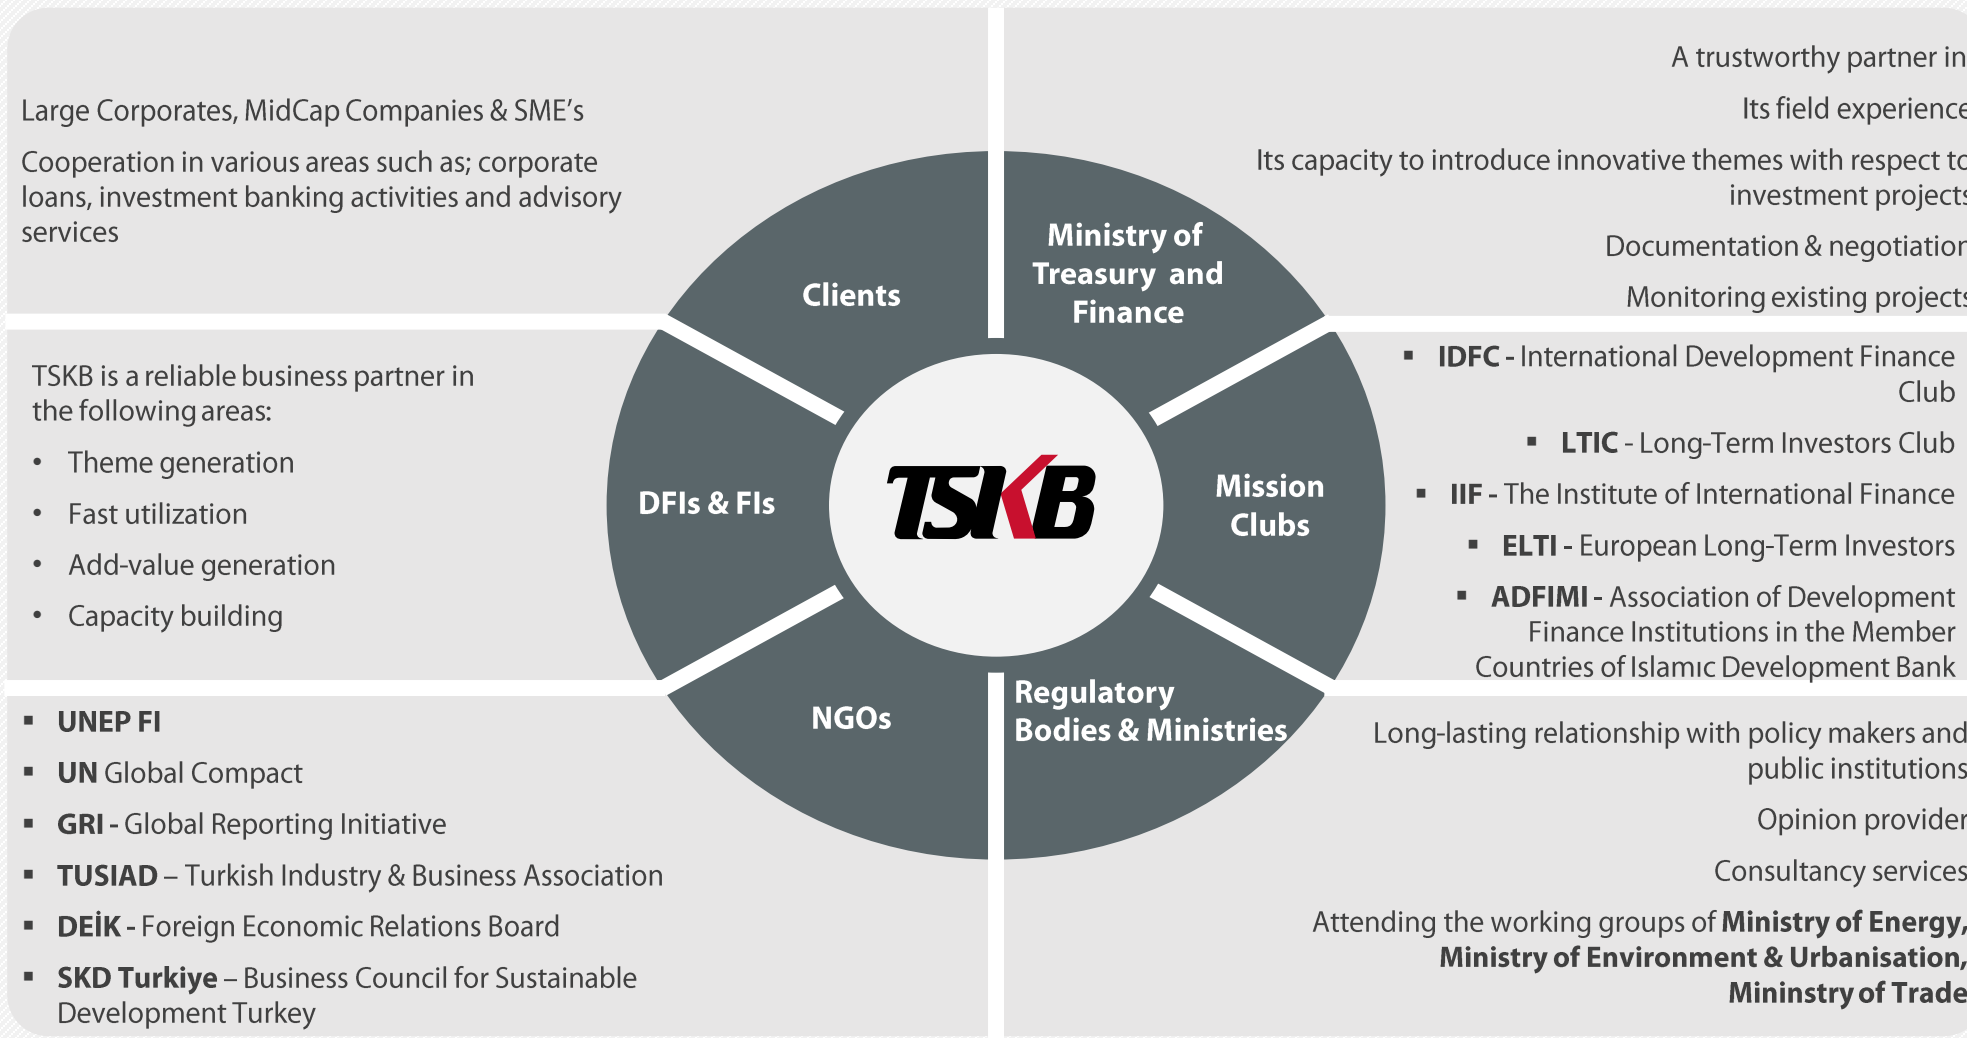 Large Corporates, MidCap Companies & SME’s
Cooperation in various areas such as; corporate
loans, investment banking activities and advisory
services
A trustworthy partner in
Its field experience
Its capacity to introduce innovative themes with respect to
investment projects
Documentation & negotiation
Monitoring existing projects
Clients
Ministry of
Treasury and
Finance
TSKB is a reliable business partner in
the following areas:
• Theme generation
• Fast utilization
• Add-value generation
• Capacity building
DFIs & FIs
TSKB
Mission
Clubs
▪ IDFC - International Development Finance
Club
▪ LTIC - Long-Term Investors Club
▪ IIF - The Institute of International Finance
▪ ELTI - European Long-Term Investors
▪ ADFIMI - Association of Development
Finance Institutions in the Member
Countries of Islamıc Development Bank
NGOs
Regulatory
Bodies & Ministries
▪ UNEP FI
▪ UN Global Compact
▪ GRI - Global Reporting Initiative
▪ TUSIAD – Turkish Industry & Business Association
▪ DEİK - Foreign Economic Relations Board
▪ SKD Turkiye – Business Council for Sustainable
Development Turkey
Long-lasting relationship with policy makers and
public institutions
Opinion provider
Consultancy services
Attending the working groups of Ministry of Energy,
Ministry of Environment & Urbanisation,
Mininstry of Trade